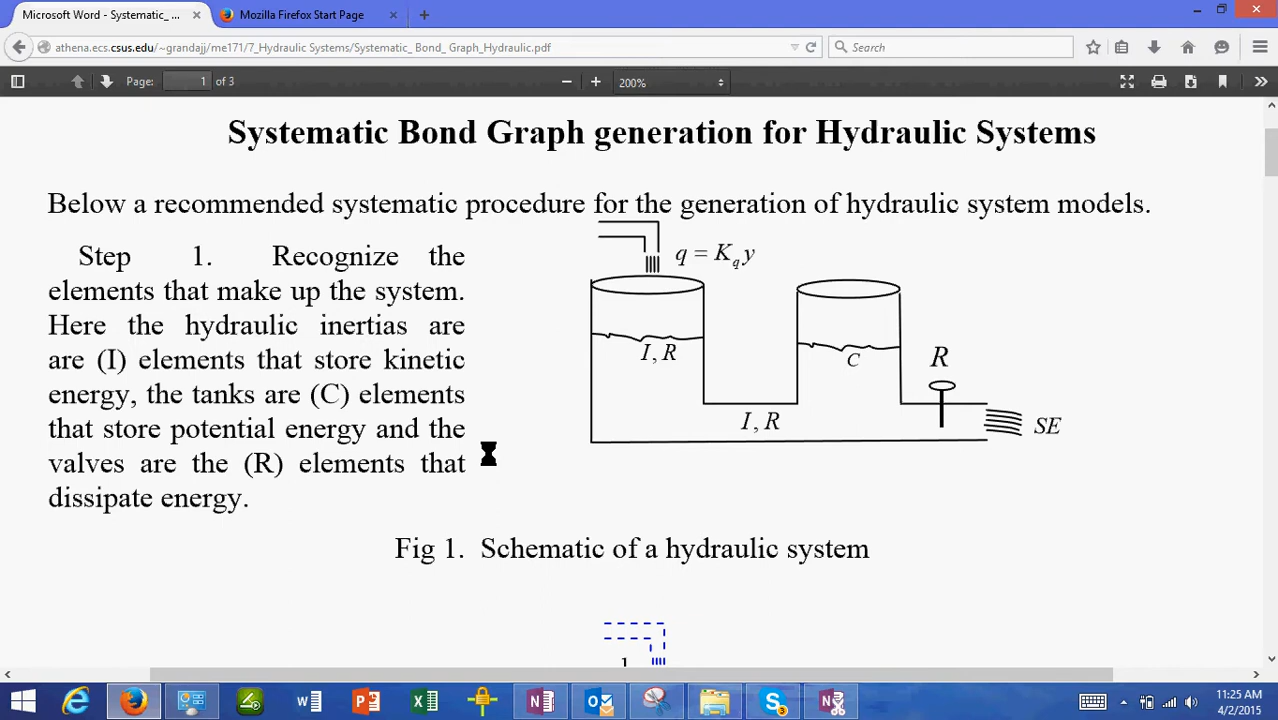 Microsoft Word - Systematic_ ...
Mozilla Firefox Start Page
athena.ecs.csus.edu/~grandajj/me171/7_Hydraulic Systems/Systematic_ Bond_ Graph_Hydraulic.pdf
Search
Page: 1 of 3
200%
Systematic Bond Graph generation for Hydraulic Systems
Below a recommended systematic procedure for the generation of hydraulic system models.
Step 1. Recognize the
elements that make up the system.
Here the hydraulic inertias are
are (I) elements that store kinetic
energy, the tanks are (C) elements
that store potential energy and the
valves are the (R) elements that
dissipate energy.
q = Kqy
I, R
C
R
I, R
SE
Fig 1. Schematic of a hydraulic system
1
11:25 AM
4/2/2015